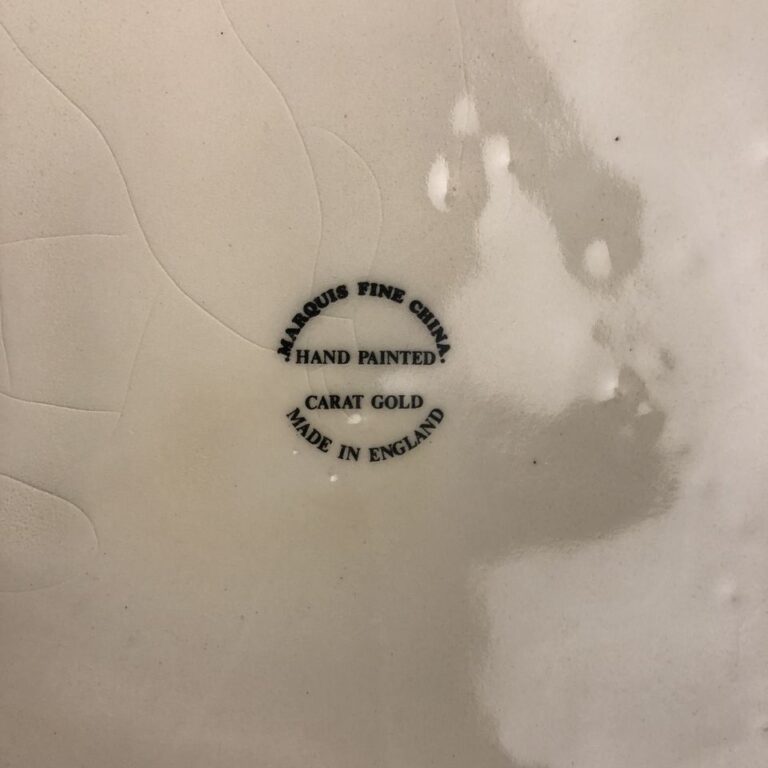 ·MARQUIS FINE CHINA·
HAND PAINTED
CARAT GOLD
MADE IN ENGLAND